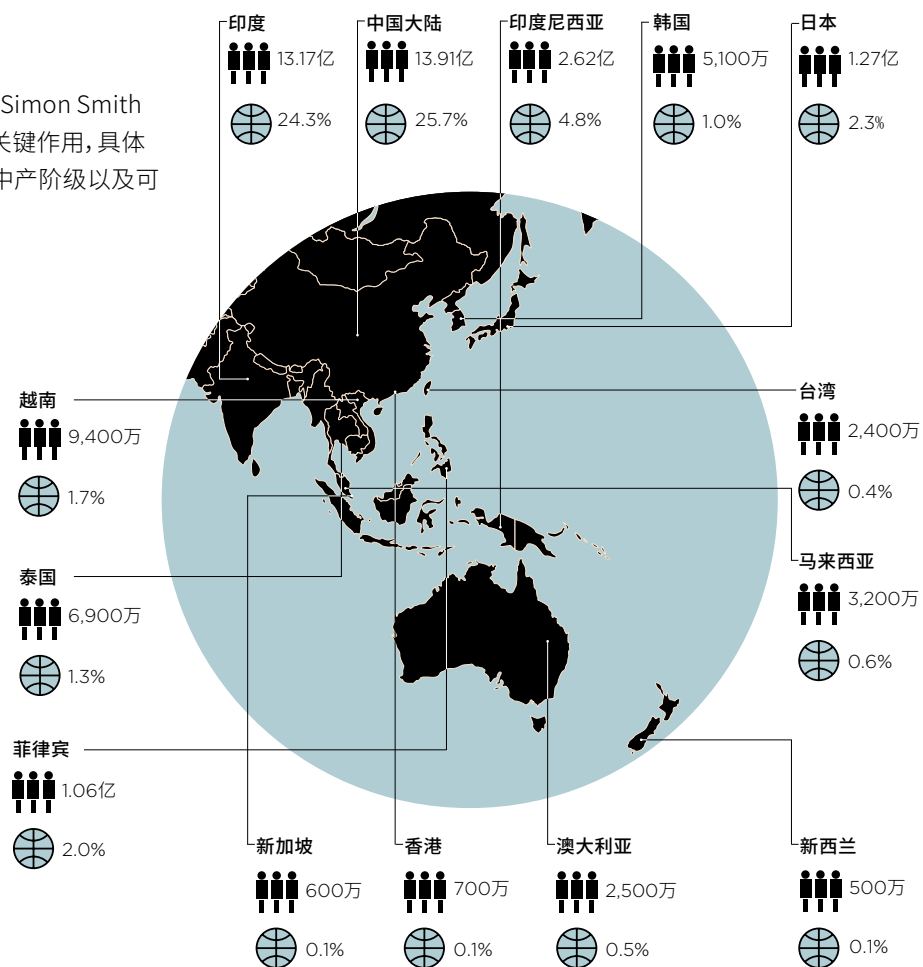 Simon Smith
关键作用，具体
中产阶级以及可
印度
13.17亿
24.3%
中国大陆
13.91亿
25.7%
印度尼西亚
2.62亿
4.8%
韩国
5,100万
1.0%
日本
1.27亿
2.3%
越南
9,400万
1.7%
台湾
2,400万
0.4%
泰国
6,900万
1.3%
马来西亚
3,200万
0.6%
菲律宾
1.06亿
2.0%
新加坡
600万
0.1%
香港
700万
0.1%
澳大利亚
2,500万
0.5%
新西兰
500万
0.1%